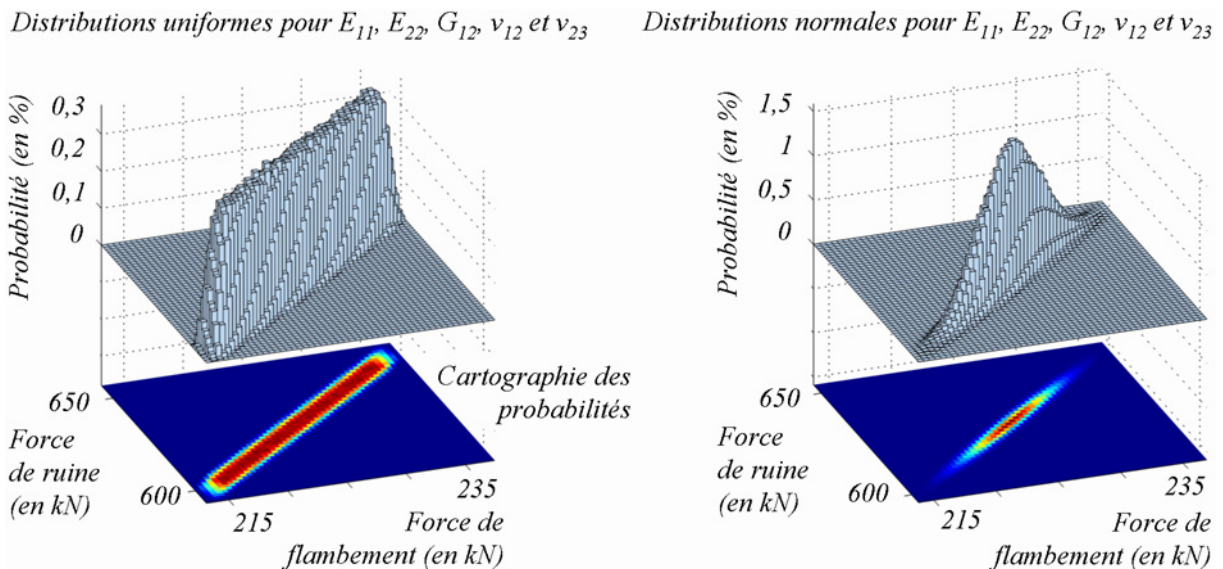 Distributions uniformes pour E11, E22, G12, ν12 et ν23
Probabilité (en %)
0,3
0,2
0,1
0
650
Force
de ruine
(en kN)
600
215
235
Force de
flambement (en kN)
Cartographie des
probabilités
Distributions normales pour E11, E22, G12, ν12 et ν23
Probabilité (en %)
1,5
1
0,5
0
650
Force
de ruine
(en kN)
600
215
235
Force de
flambement (en kN)